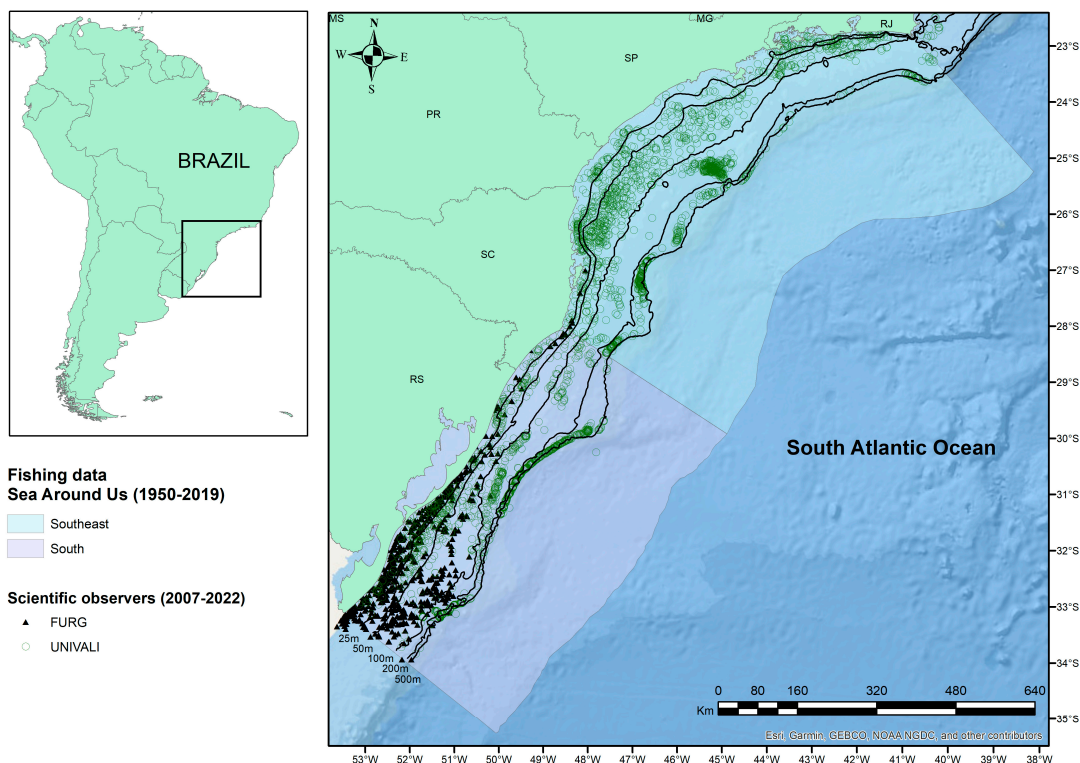 BRAZIL
Fishing data
Sea Around Us (1950-2019)
Southeast
South
Scientific observers (2007-2022)
FURG
UNIVALI
MS
MG
RJ
N
W
E
S
SP
PR
SC
RS
South Atlantic Ocean
25m
50m
100m
200m
500m
0 80 160 320 480 640
Km
Esri, Garmin, GEBCO, NOAA NGDC, and other contributors
23°S
24°S
25°S
26°S
27°S
28°S
29°S
30°S
31°S
32°S
33°S
34°S
35°S
53°W 52°W 51°W 50°W 49°W 48°W 47°W 46°W 45°W 44°W 43°W 42°W 41°W 40°W 39°W 38°W